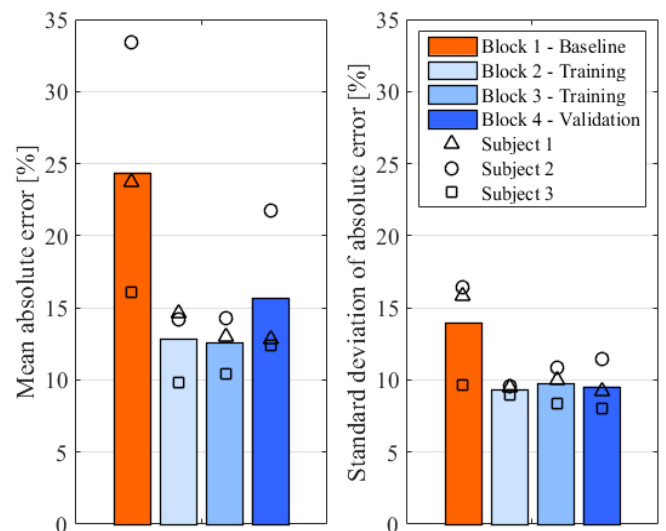 35
30
25
20
15
10
5
0
Mean absolute error [%]
35
30
25
20
15
10
5
0
Standard deviation of absolute error [%]
Block 1 - Baseline
Block 2 - Training
Block 3 - Training
Block 4 - Validation
Subject 1
Subject 2
Subject 3